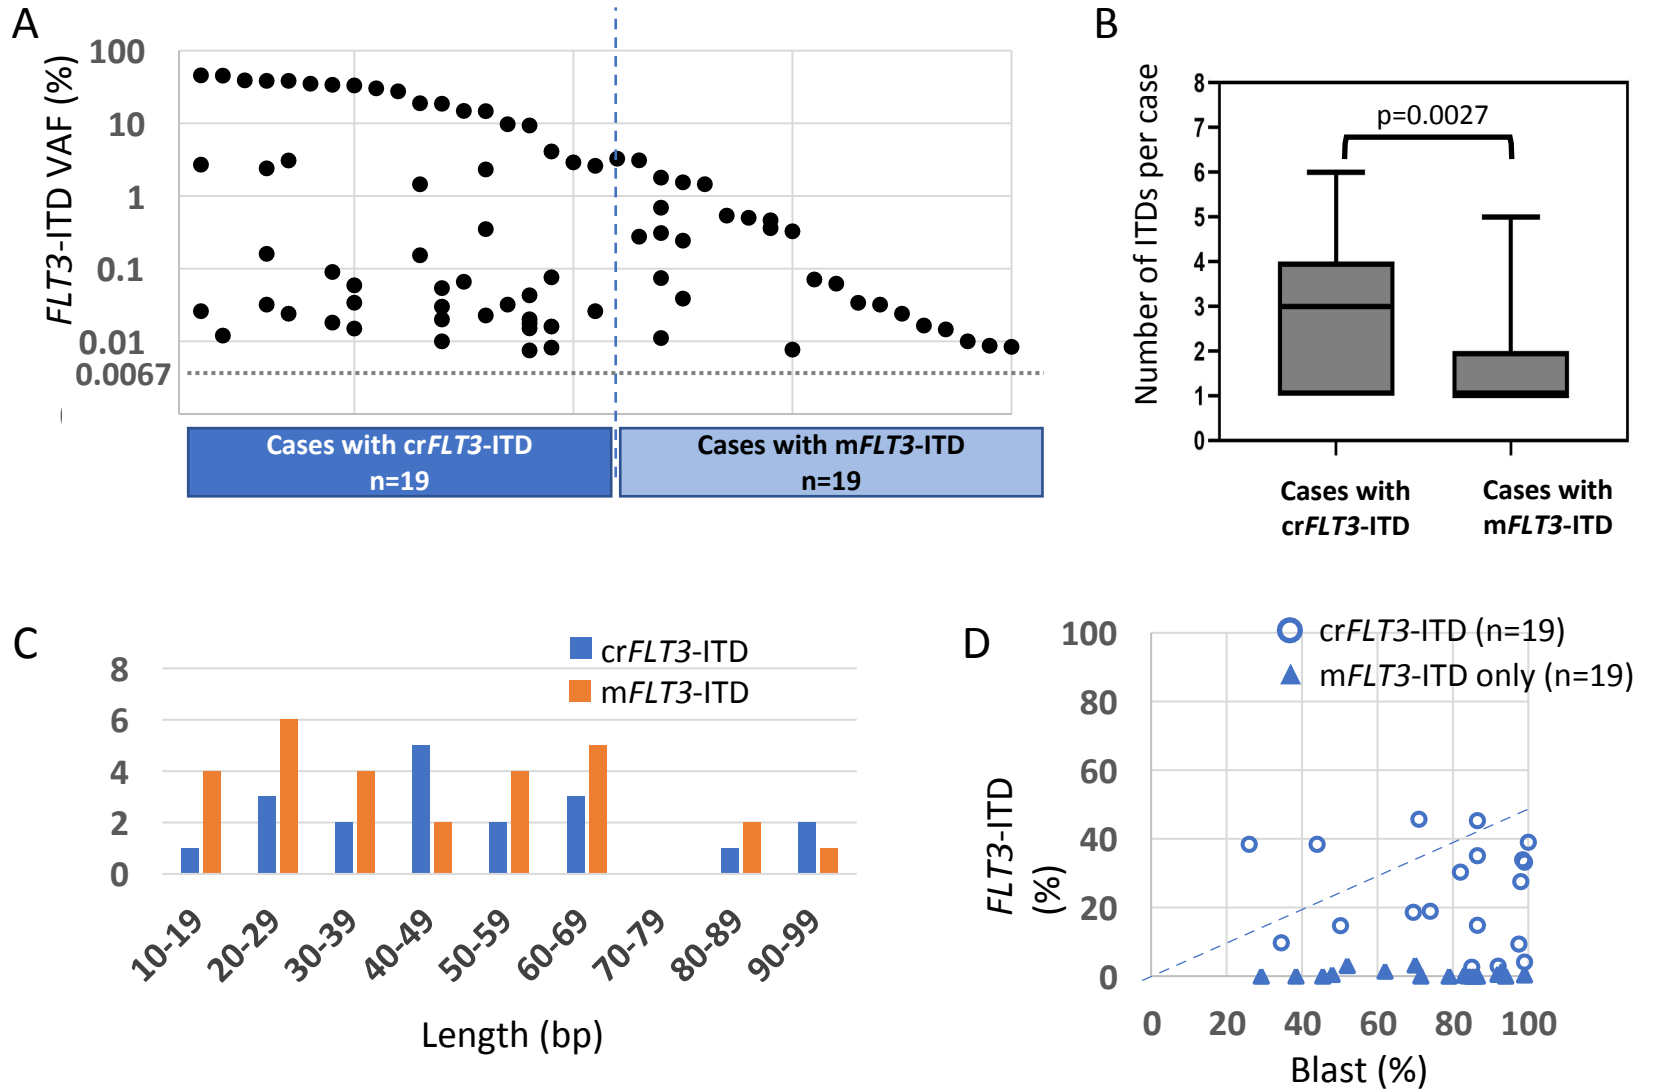 A
FLT3-ITD VAF (%)
100
10
1
0.1
0.01
0.0067
Cases with crFLT3-ITD
n=19
Cases with mFLT3-ITD
n=19
B
Number of ITDs per case
8
7
6
5
4
3
2
1
0
p=0.0027
Cases with
crFLT3-ITD
Cases with
mFLT3-ITD
C
crFLT3-ITD
mFLT3-ITD
8
6
4
2
0
10-19
20-29
30-39
40-49
50-59
60-69
70-79
80-89
90-99
Length (bp)
D
crFLT3-ITD (n=19)
mFLT3-ITD only (n=19)
FLT3-ITD
(%)
100
80
60
40
20
0
0 20 40 60 80 100
Blast (%)